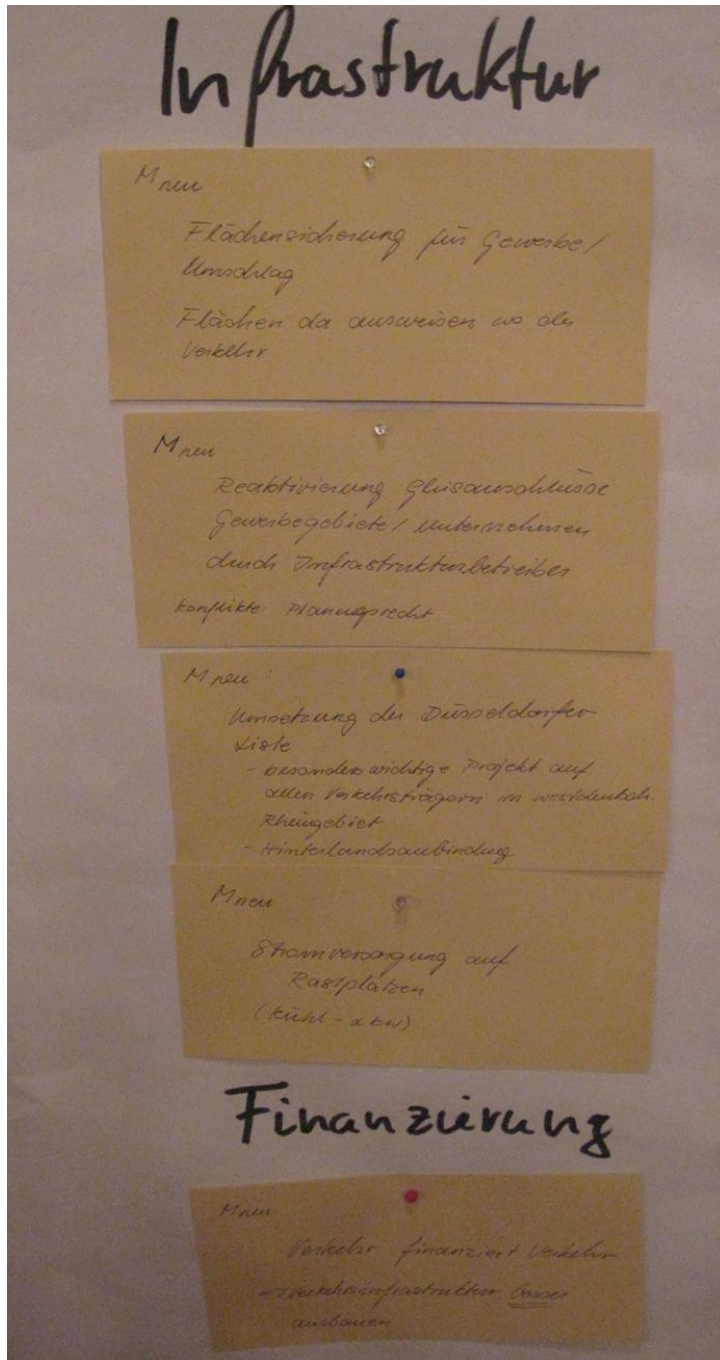 Infrastruktur
M neu
Flächensicherung für Gewerbe/
Umschlag
Flächen da ausweisen wo der
Verkehr
M neu
Reaktivierung Gleisanschlüsse
Gewerbegebiete/Unternehmen
durch Infrastrukturbetreiber
Konflikte: Planungsrecht
M neu:
Umsetzung der Düsseldorfer
Liste
- besonders wichtige Projekt auf
allen Verkehrsträgern im westdeutsch.
Rheingebiet
- Hinterlandsanbindung
M neu
Stromversorgung auf
Rastplätzen
(Kühl-LKW)
Finanzierung
M neu
Verkehr finanziert Verkehr
→ Verkehrsinfrastruktur besser
ausbauen